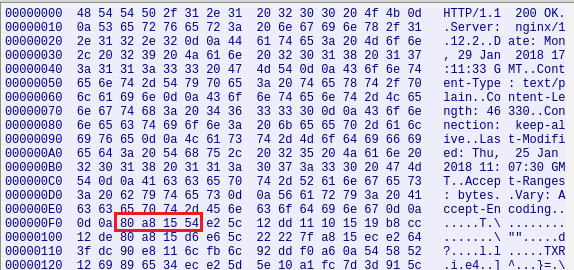 00000000 48 54 54 50 2f 31 2e 31 20 32 30 30 20 4f 4b 0d HTTP/1.1 200 OK.
00000010 0a 53 65 72 76 65 72 3a 20 6e 67 69 6e 78 2f 31 .Server: nginx/1
00000020 2e 31 32 2e 32 0d 0a 44 61 74 65 3a 20 4d 6f 6e .12.2..D ate: Mon
00000030 2c 20 32 39 20 4a 61 6e 20 32 30 31 38 20 31 37 , 29 Jan 2018 17
00000040 3a 31 31 3a 33 33 20 47 4d 54 0d 0a 43 6f 6e 74 :11:33 G MT..Cont
00000050 65 6e 74 2d 54 79 70 65 3a 20 74 65 78 74 2f 70 ent-Type : text/p
00000060 6c 61 69 6e 0d 0a 43 6f 6e 74 65 6e 74 2d 4c 65 lain..Co ntent-Le
00000070 6e 67 74 68 3a 20 34 36 33 33 30 0d 0a 43 6f 6e ngth: 46 330..Con
00000080 6e 65 63 74 69 6f 6e 3a 20 6b 65 65 70 2d 61 6c nection: keep-al
00000090 69 76 65 0d 0a 4c 61 73 74 2d 4d 6f 64 69 66 69 ive..Las t-Modifi
000000A0 65 64 3a 20 54 68 75 2c 20 32 35 20 4a 61 6e 20 ed: Thu, 25 Jan
000000B0 32 30 31 38 20 31 31 3a 30 37 3a 33 30 20 47 4d 2018 11: 07:30 GM
000000C0 54 0d 0a 41 63 63 65 70 74 2d 52 61 6e 67 65 73 T..Accep t-Ranges
000000D0 3a 20 62 79 74 65 73 0d 0a 56 61 72 79 3a 20 41 : bytes. .Vary: A
000000E0 63 63 65 70 74 2d 45 6e 63 6f 64 69 6e 67 0d 0a ccept-En coding..
000000F0 0d 0a 80 a8 15 54 e2 5c 12 dd 11 10 15 19 b8 cc .....T.\ ........
00000100 12 de 80 a8 15 d6 e5 5c 22 22 7f a8 15 ec e2 64 .......\ "".....d
00000110 3f dc 90 e8 11 6c fb 6c 92 dd f0 a6 0a 54 58 52 ?....l.l .....TXR
00000120 12 69 69 65 34 ec e2 5d 5e 10 a1 fc 7d 3d 91 5c .i.e4..] ^...}=.\